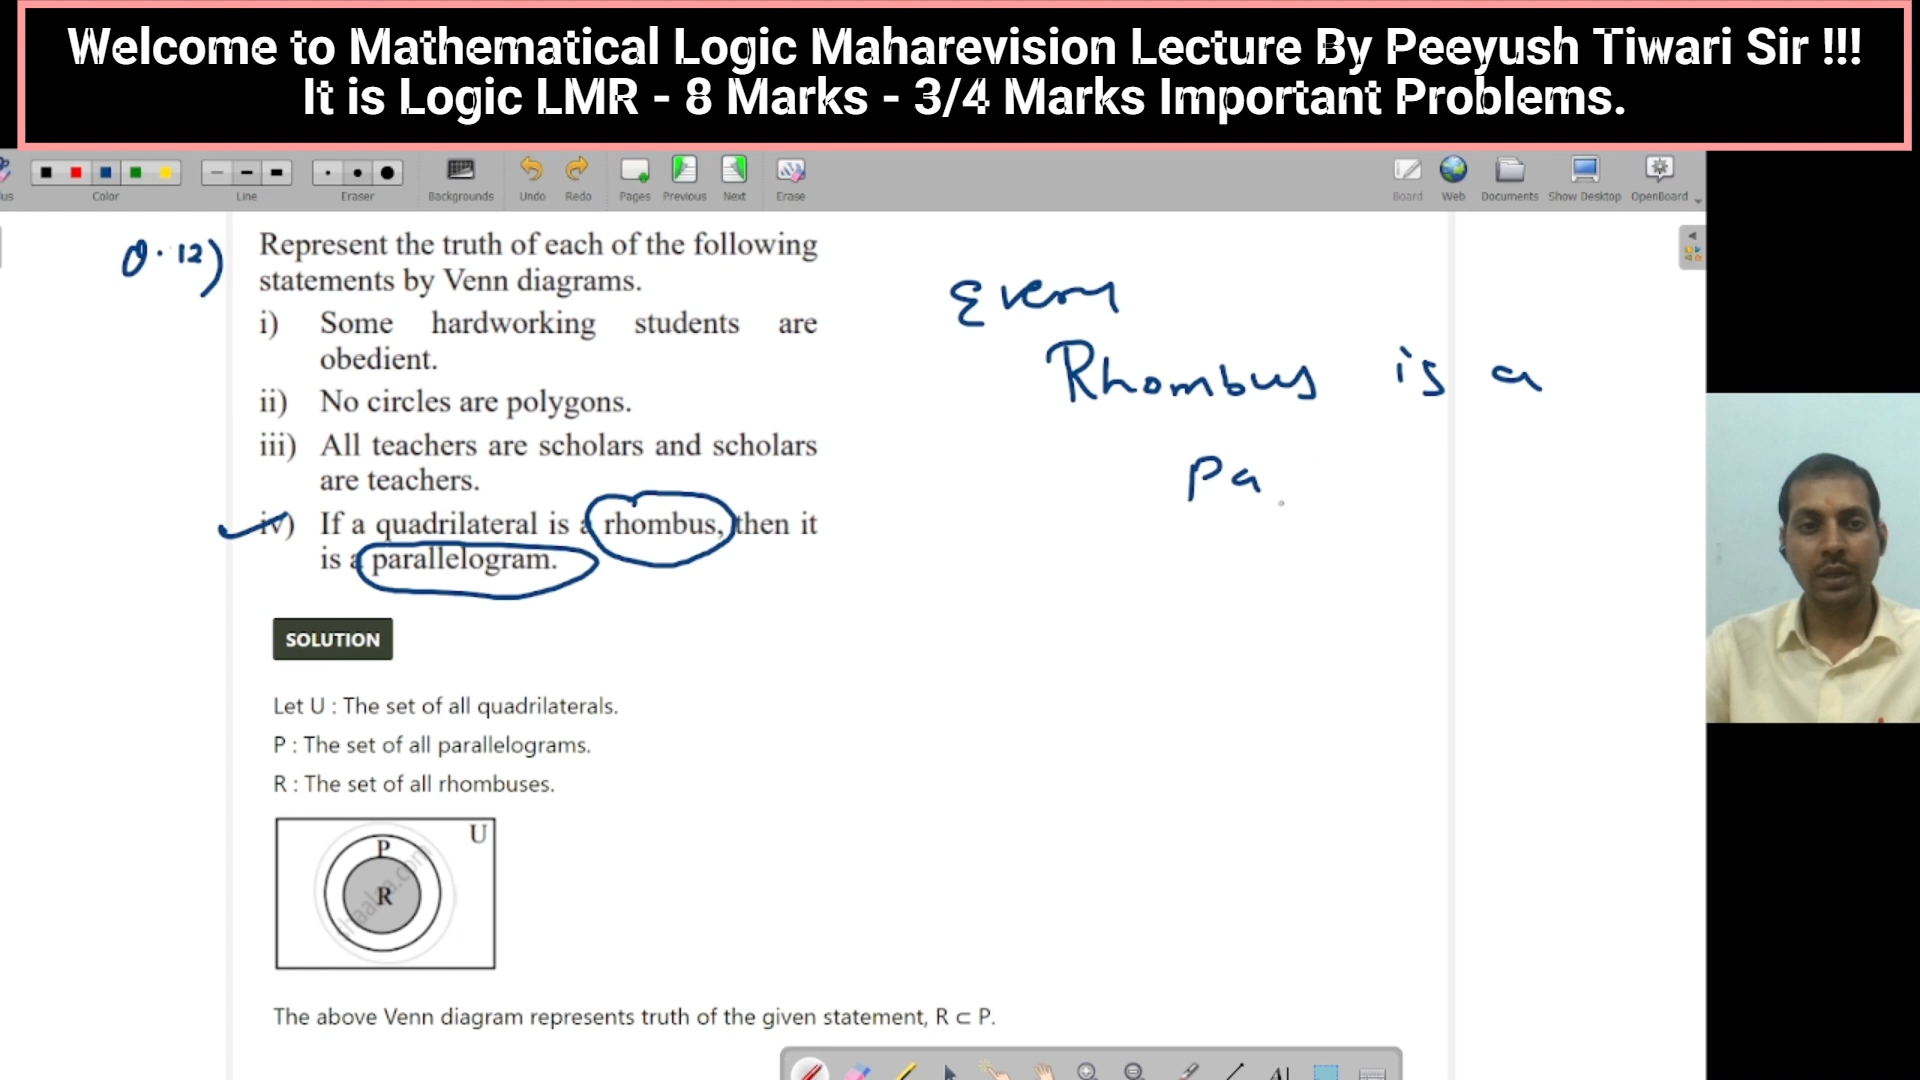 Welcome to Mathematical Logic Maharevision Lecture By Peeyush Tiwari Sir !!!
It is Logic LMR - 8 Marks - 3/4 Marks Important Problems.
Color
Line
Eraser
Backgrounds
Undo
Redo
Pages
Previous
Next
Erase
Board
Web
Documents
Show Desktop
OpenBoard
Q. 12)
Represent the truth of each of the following
statements by Venn diagrams.
i) Some hardworking students are
obedient.
ii) No circles are polygons.
iii) All teachers are scholars and scholars
are teachers.
iv) If a quadrilateral is a rhombus, then it
is a parallelogram.
Every
Rhombus is a
Pa
SOLUTION
Let U : The set of all quadrilaterals.
P : The set of all parallelograms.
R : The set of all rhombuses.
U
P
R
The above Venn diagram represents truth of the given statement, R ⊂ P.